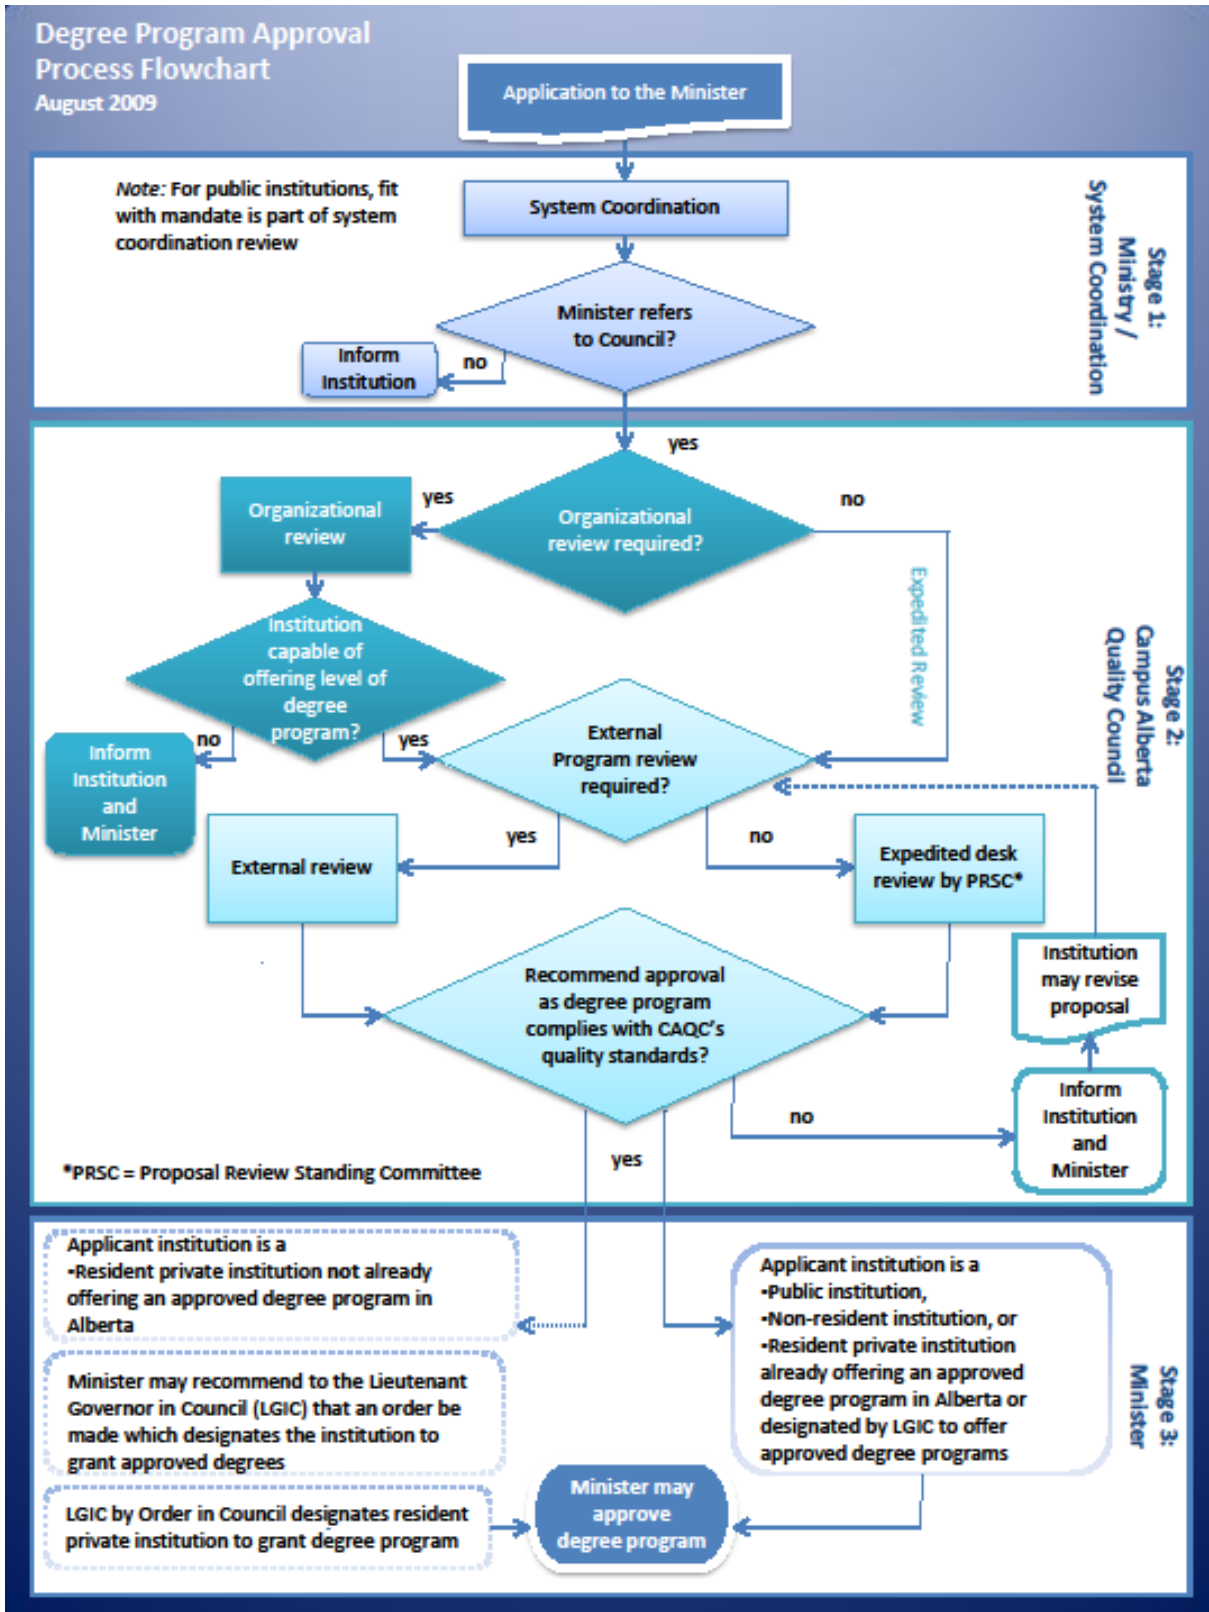 Degree Program Approval
Process Flowchart
August 2009
Application to the Minister
Note: For public institutions, fit
with mandate is part of system
coordination review
System Coordination
Stage 1:
Ministry /
System Coordination
Minister refers
to Council?
no
Inform
Institution
yes
Organizational
review required?
yes
Organizational
review
no
Expedited Review
Institution
capable of
offering level of
degree
program?
no
Inform
Institution
and
Minister
yes
External
Program review
required?
Stage 2:
Campus Alberta
Quality Council
yes
External review
no
Expedited desk
review by PRSC*
Recommend approval
as degree program
complies with CAQC's
quality standards?
Institution
may revise
proposal
no
Inform
Institution
and
Minister
yes
*PRSC = Proposal Review Standing Committee
Applicant institution is a
•Resident private institution not already
offering an approved degree program in
Alberta
Minister may recommend to the Lieutenant
Governor in Council (LGIC) that an order be
made which designates the institution to
grant approved degrees
LGIC by Order in Council designates resident
private institution to grant degree program
Applicant institution is a
•Public institution,
•Non-resident institution, or
•Resident private institution
already offering an approved
degree program in Alberta or
designated by LGIC to offer
approved degree programs
Stage 3:
Minister
Minister may
approve
degree program